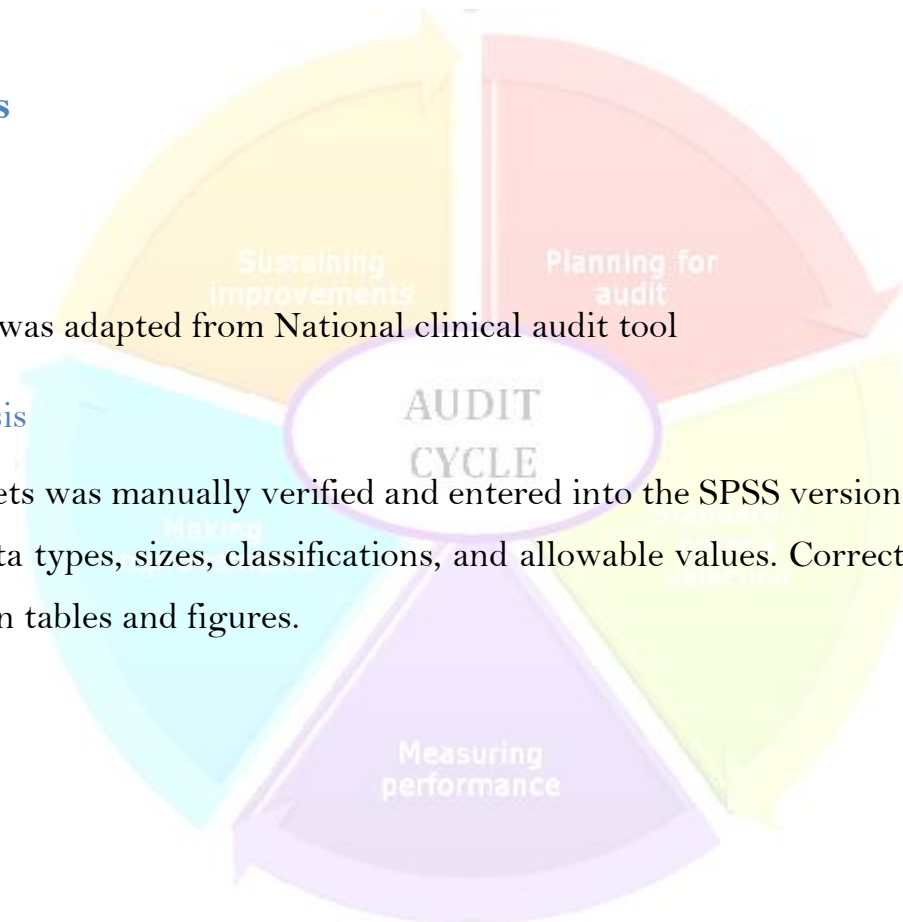 s
Sustaining
improvements
Planning for
audit
was adapted from National clinical audit tool
AUDIT
CYCLE
sis
ets was manually verified and entered into the SPSS version
Making
ta types, sizes, classifications, and allowable values. Correct
selection
n tables and figures.
Measuring
performance